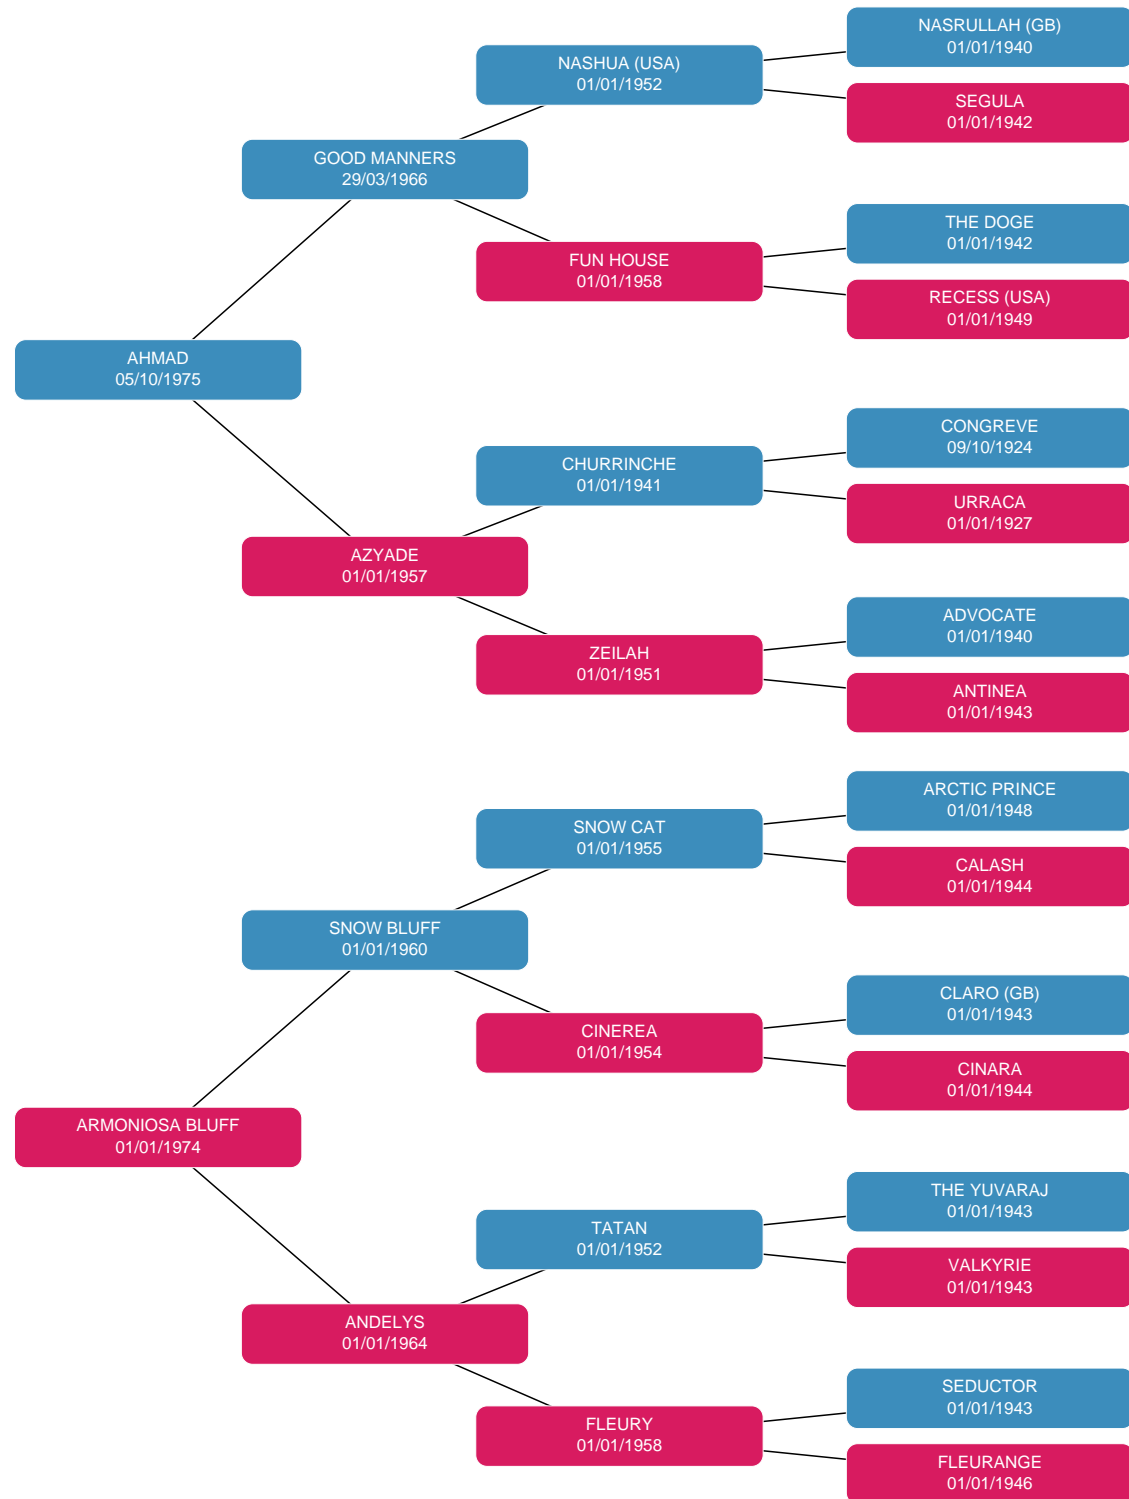 NASRULLAH (GB)
01/01/1940
NASHUA (USA)
01/01/1952
SEGULA
01/01/1942
GOOD MANNERS
29/03/1966
THE DOGE
01/01/1942
FUN HOUSE
01/01/1958
RECESS (USA)
01/01/1949
AHMAD
05/10/1975
CONGREVE
09/10/1924
CHURRINCHE
01/01/1941
URRACA
01/01/1927
AZYADE
01/01/1957
ADVOCATE
01/01/1940
ZEILAH
01/01/1951
ANTINEA
01/01/1943
ARCTIC PRINCE
01/01/1948
SNOW CAT
01/01/1955
CALASH
01/01/1944
SNOW BLUFF
01/01/1960
CLARO (GB)
01/01/1943
CINEREA
01/01/1954
CINARA
01/01/1944
ARMONIOSA BLUFF
01/01/1974
THE YUVARAJ
01/01/1943
TATAN
01/01/1952
VALKYRIE
01/01/1943
ANDELYS
01/01/1964
SEDUCTOR
01/01/1943
FLEURY
01/01/1958
FLEURANGE
01/01/1946